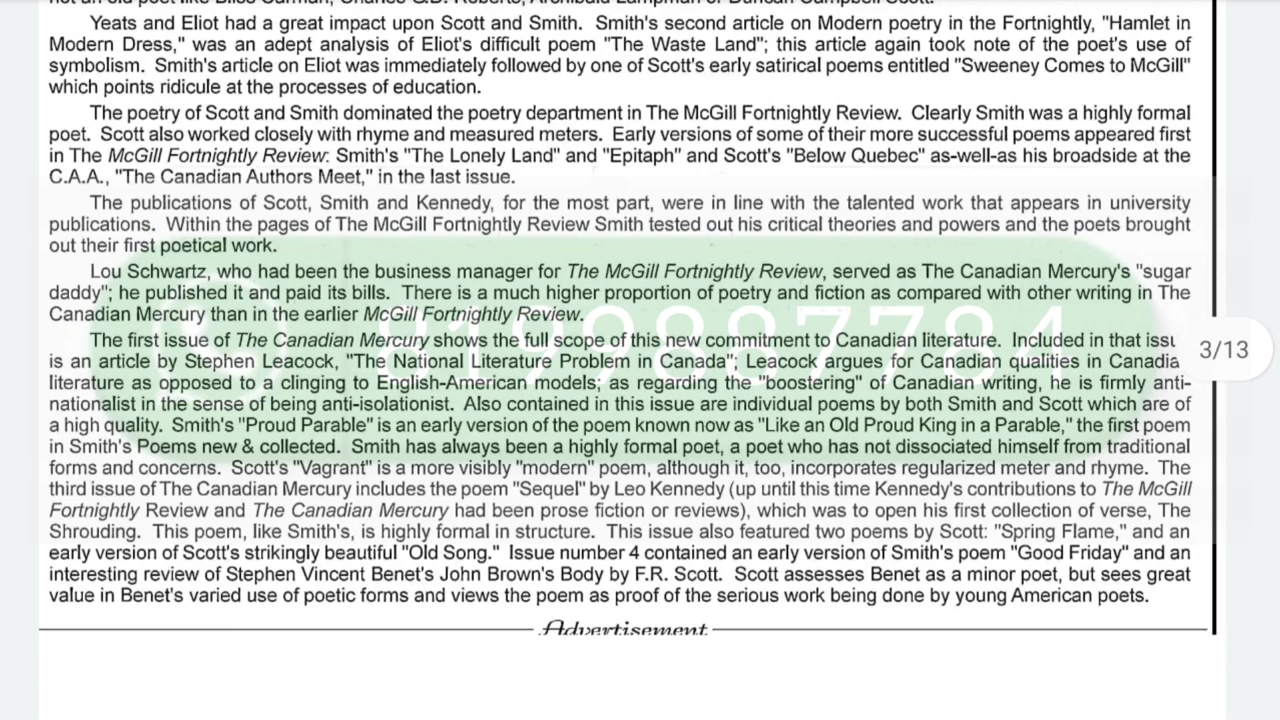 not an old poet like Bliss Carman, Charles G.D. Roberts, Archibald Lampman or Duncan Campbell Scott.
Yeats and Eliot had a great impact upon Scott and Smith. Smith's second article on Modern poetry in the Fortnightly, "Hamlet in
Modern Dress," was an adept analysis of Eliot's difficult poem "The Waste Land"; this article again took note of the poet's use of
symbolism. Smith's article on Eliot was immediately followed by one of Scott's early satirical poems entitled "Sweeney Comes to McGill"
which points ridicule at the processes of education.
The poetry of Scott and Smith dominated the poetry department in The McGill Fortnightly Review. Clearly Smith was a highly formal
poet. Scott also worked closely with rhyme and measured meters. Early versions of some of their more successful poems appeared first
in The McGill Fortnightly Review: Smith's "The Lonely Land" and "Epitaph" and Scott's "Below Quebec" as-well-as his broadside at the
C.A.A., "The Canadian Authors Meet," in the last issue.
The publications of Scott, Smith and Kennedy, for the most part, were in line with the talented work that appears in university
publications. Within the pages of The McGill Fortnightly Review Smith tested out his critical theories and powers and the poets brought
out their first poetical work.
Lou Schwartz, who had been the business manager for The McGill Fortnightly Review, served as The Canadian Mercury's "sugar
daddy"; he published it and paid its bills. There is a much higher proportion of poetry and fiction as compared with other writing in The
Canadian Mercury than in the earlier McGill Fortnightly Review.
8199887784
The first issue of The Canadian Mercury shows the full scope of this new commitment to Canadian literature. Included in that issu
3/13
is an article by Stephen Leacock, "The National Literature Problem in Canada"; Leacock argues for Canadian qualities in Canadia
literature as opposed to a clinging to English-American models; as regarding the "boostering" of Canadian writing, he is firmly anti-
nationalist in the sense of being anti-isolationist. Also contained in this issue are individual poems by both Smith and Scott which are of
a high quality. Smith's "Proud Parable" is an early version of the poem known now as "Like an Old Proud King in a Parable," the first poem
in Smith's Poems new & collected. Smith has always been a highly formal poet, a poet who has not dissociated himself from traditional
forms and concerns. Scott's "Vagrant" is a more visibly "modern" poem, although it, too, incorporates regularized meter and rhyme. The
third issue of The Canadian Mercury includes the poem "Sequel" by Leo Kennedy (up until this time Kennedy's contributions to The McGill
Fortnightly Review and The Canadian Mercury had been prose fiction or reviews), which was to open his first collection of verse, The
Shrouding. This poem, like Smith's, is highly formal in structure. This issue also featured two poems by Scott: "Spring Flame," and an
early version of Scott's strikingly beautiful "Old Song." Issue number 4 contained an early version of Smith's poem "Good Friday" and an
interesting review of Stephen Vincent Benet's John Brown's Body by F.R. Scott. Scott assesses Benet as a minor poet, but sees great
value in Benet's varied use of poetic forms and views the poem as proof of the serious work being done by young American poets.
Advertisement